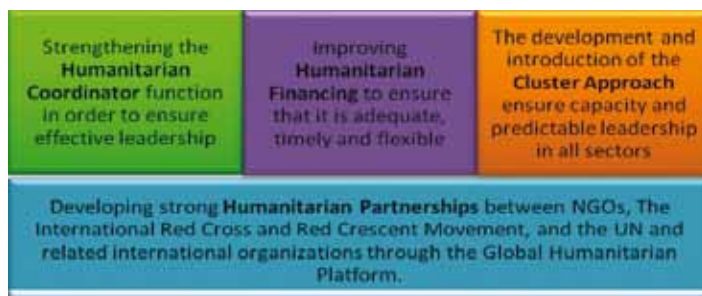 Strengthening the
Humanitarian
Coordinator function
in order to ensure
effective leadership
Improving
Humanitarian
Financing to ensure
that it is adequate,
timely and flexible
The development and
introduction of the
Cluster Approach
ensure capacity and
predictable leadership
in all sectors
Developing strong Humanitarian Partnerships between NGOs, The
International Red Cross and Red Crescent Movement, and the UN and
related international organizations through the Global Humanitarian
Platform.